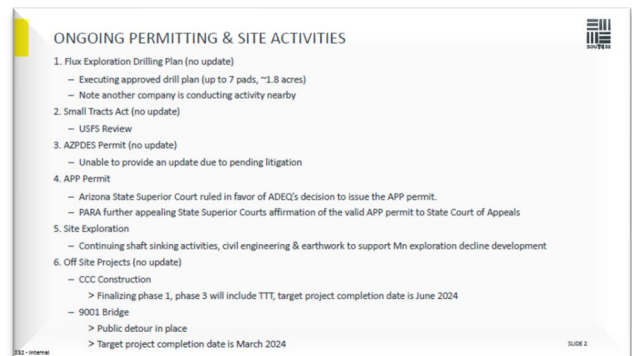 ONGOING PERMITTING & SITE ACTIVITIES
SOUTH32
1. Flux Exploration Drilling Plan (no update)
– Executing approved drill plan (up to 7 pads, ~1.8 acres)
– Note another company is conducting activity nearby
2. Small Tracts Act (no update)
– USFS Review
3. AZPDES Permit (no update)
– Unable to provide an update due to pending litigation
4. APP Permit
– Arizona State Superior Court ruled in favor of ADEQ's decision to issue the APP permit.
– PARA further appealing State Superior Courts affirmation of the valid APP permit to State Court of Appeals
5. Site Exploration
– Continuing shaft sinking activities, civil engineering & earthwork to support Mn exploration decline development
6. Off Site Projects (no update)
– CCC Construction
> Finalizing phase 1, phase 3 will include TTT, target project completion date is June 2024
– 9001 Bridge
> Public detour in place
> Target project completion date is March 2024
SLIDE 2
S32 - Internal